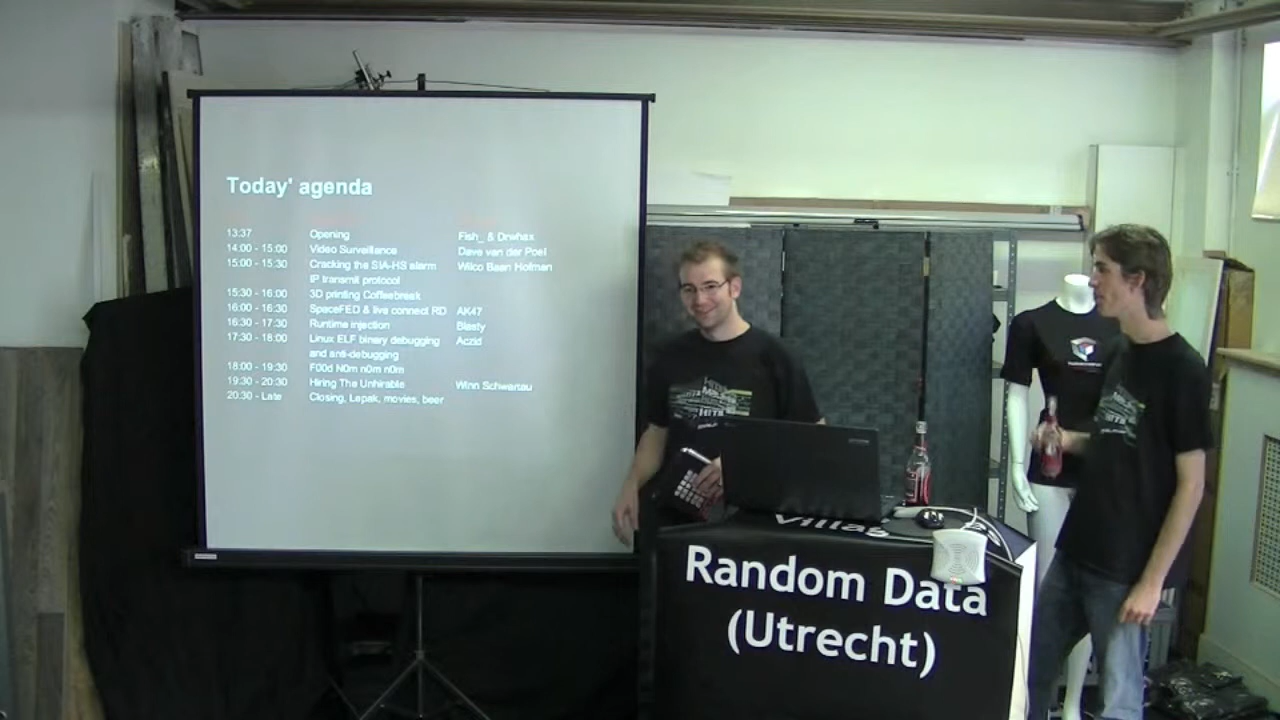 Today' agenda
13:37 Opening Fish_ & Drwhax
14:00 - 15:00 Video Surveillance Dave van der Poel
15:00 - 15:30 Cracking the SIA-HS alarm Wilco Baan Hofman
IP transmit protocol
15:30 - 16:00 3D printing Coffeebreak
16:00 - 16:30 SpaceFED & live connect RD AK47
16:30 - 17:30 Runtime injection Blasty
17:30 - 18:00 Linux ELF binary debugging Aczid
and anti-debugging
18:00 - 19:30 F00d N0m n0m n0m
19:30 - 20:30 Hiring The Unhirable Winn Schwartau
20.30 - Late Closing, Lepak, movies, beer
Random Data
(Utrecht)